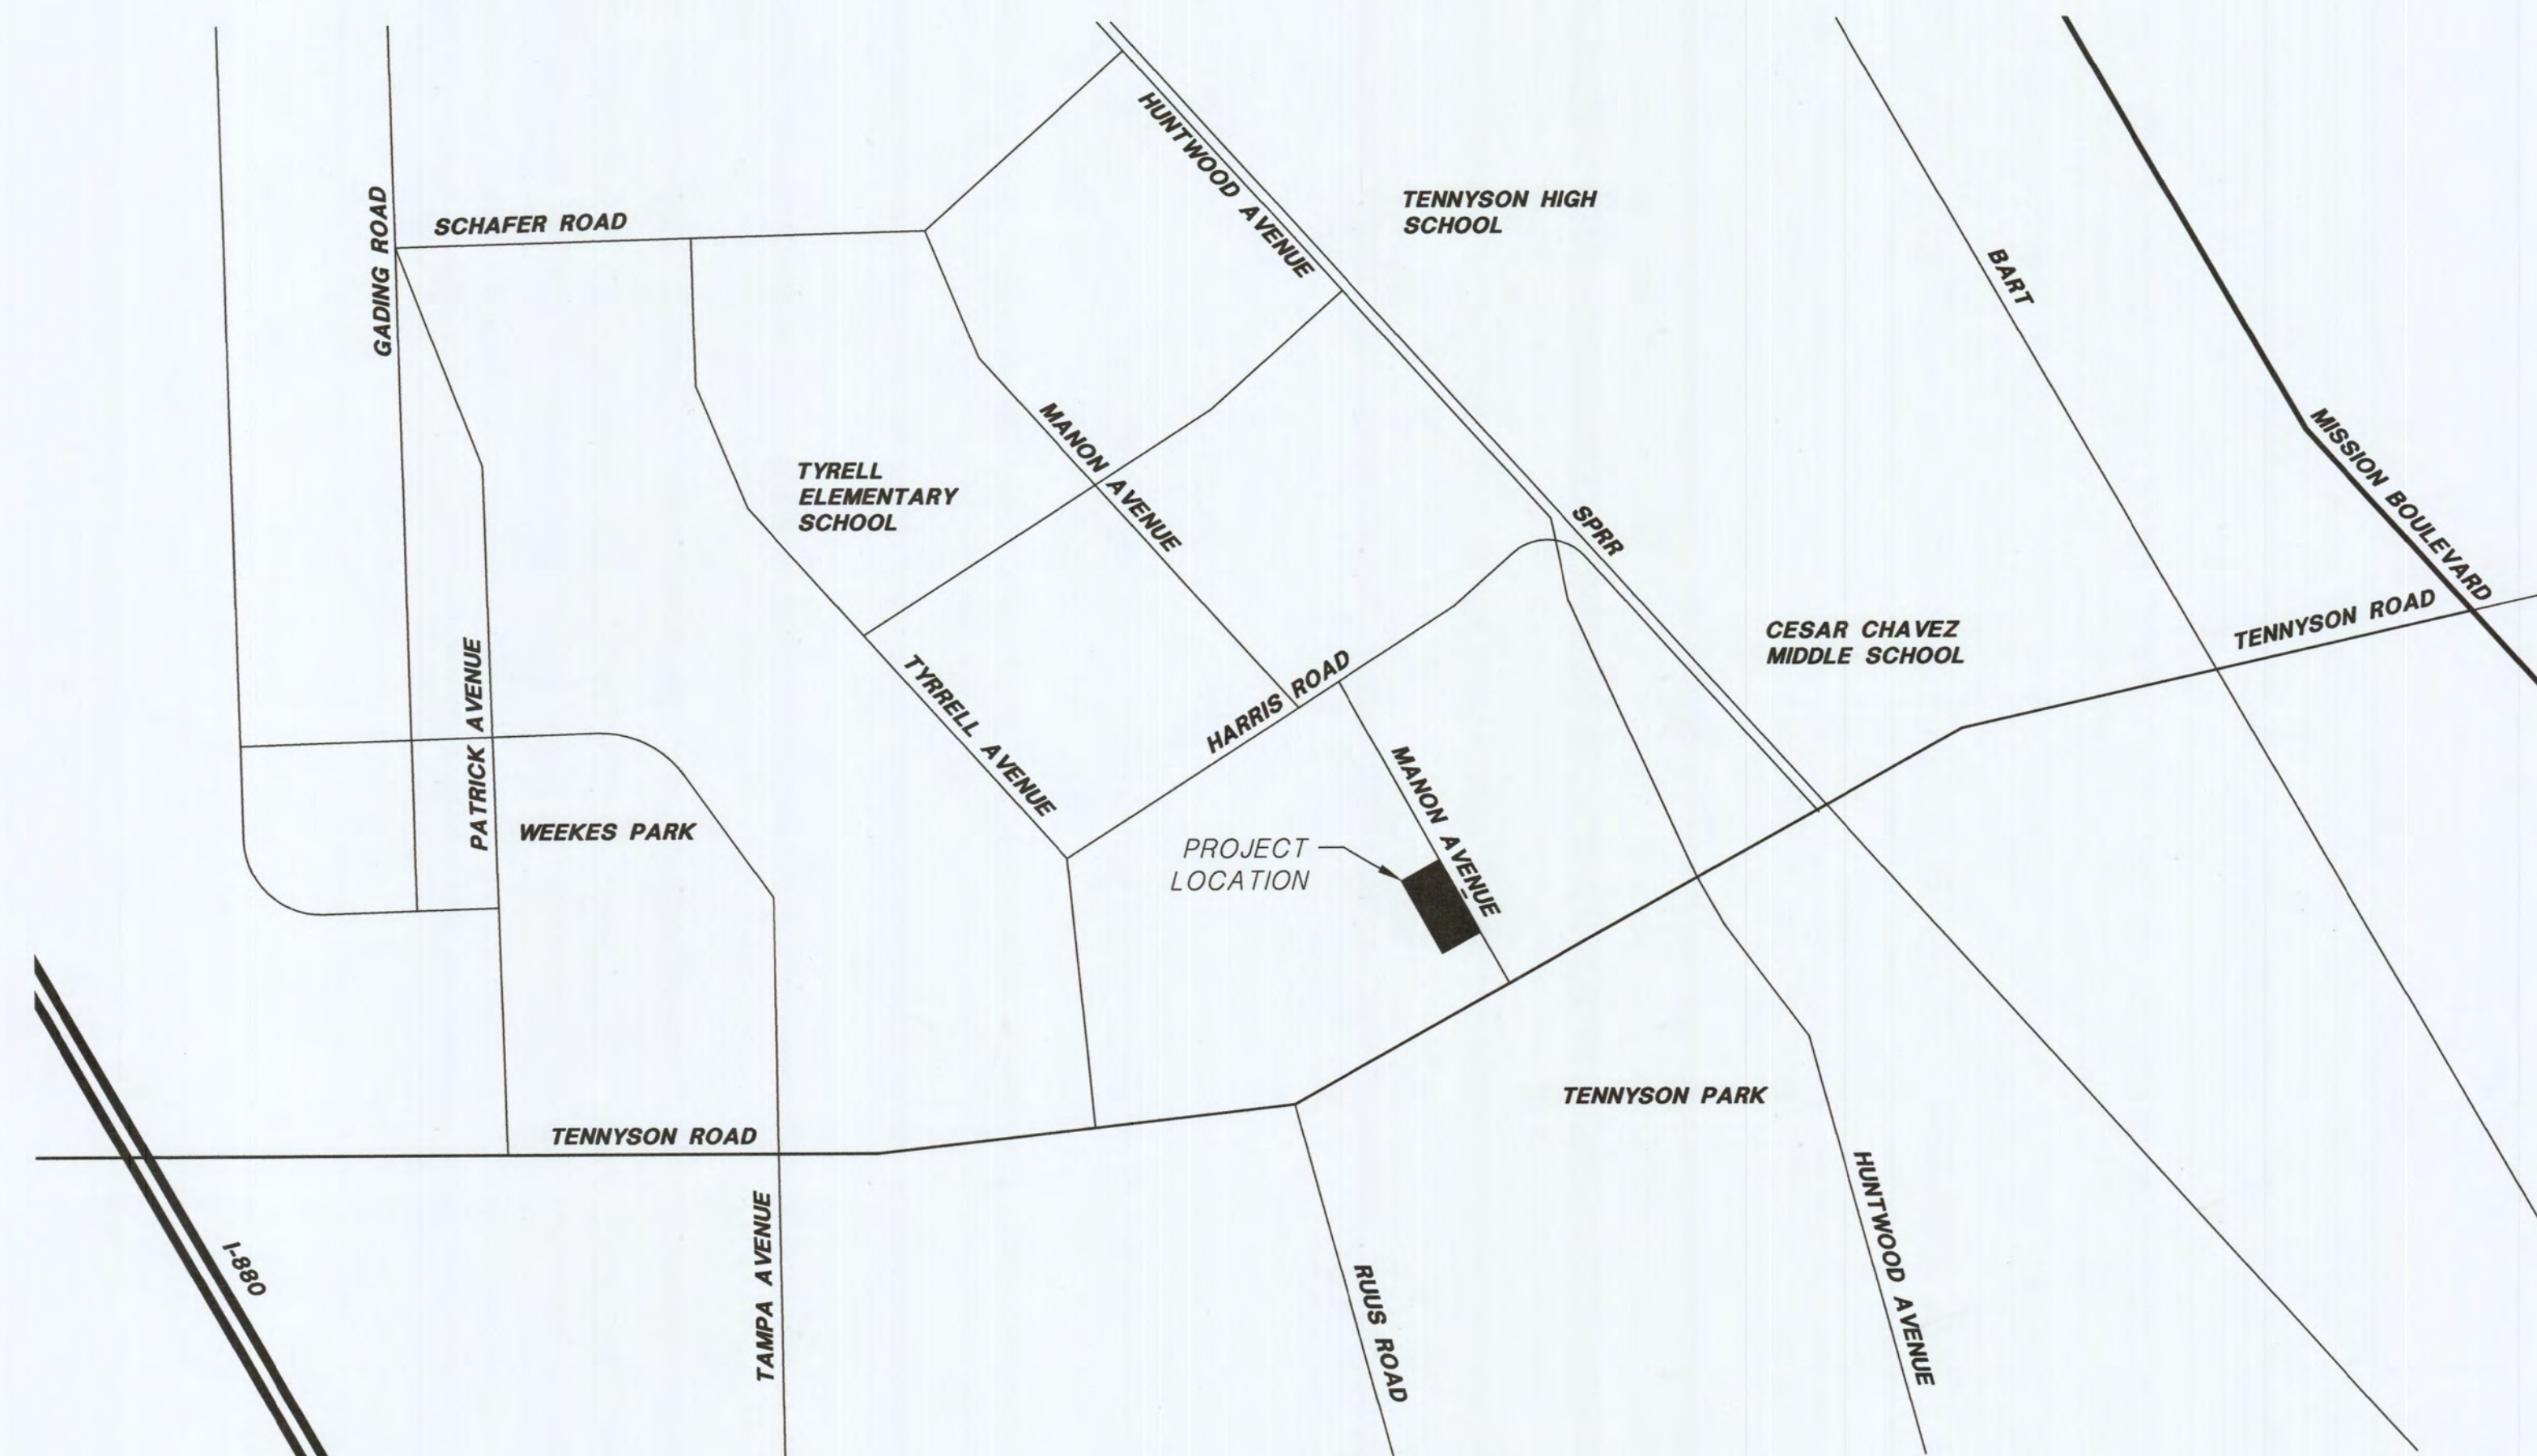 HUNTWOOD AVENUE
TENNYSON HIGH
SCHOOL
GADING ROAD
SCHAFER ROAD
BART
MANON AVENUE
MISSION BOULEVARD
TYRELL
ELEMENTARY
SCHOOL
SPRR
TENNYSON ROAD
CESAR CHAVEZ
MIDDLE SCHOOL
PATRICK AVENUE
TYRRELL AVENUE
HARRIS ROAD
MANON AVENUE
WEEKES PARK
PROJECT
LOCATION
TENNYSON PARK
TENNYSON ROAD
I-880
TAMPA AVENUE
RUUS ROAD
HUNTWOOD AVENUE